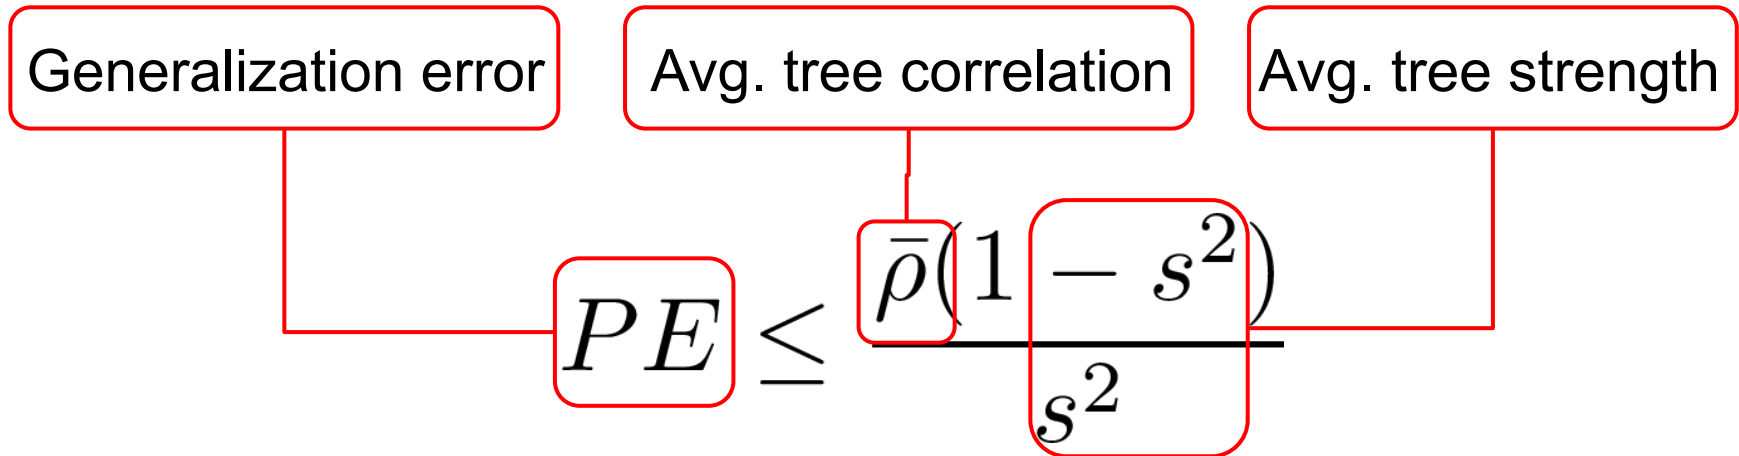 Generalization error
Avg. tree correlation
Avg. tree strength
PE ≤ ρ̄(1 − s²) / s²